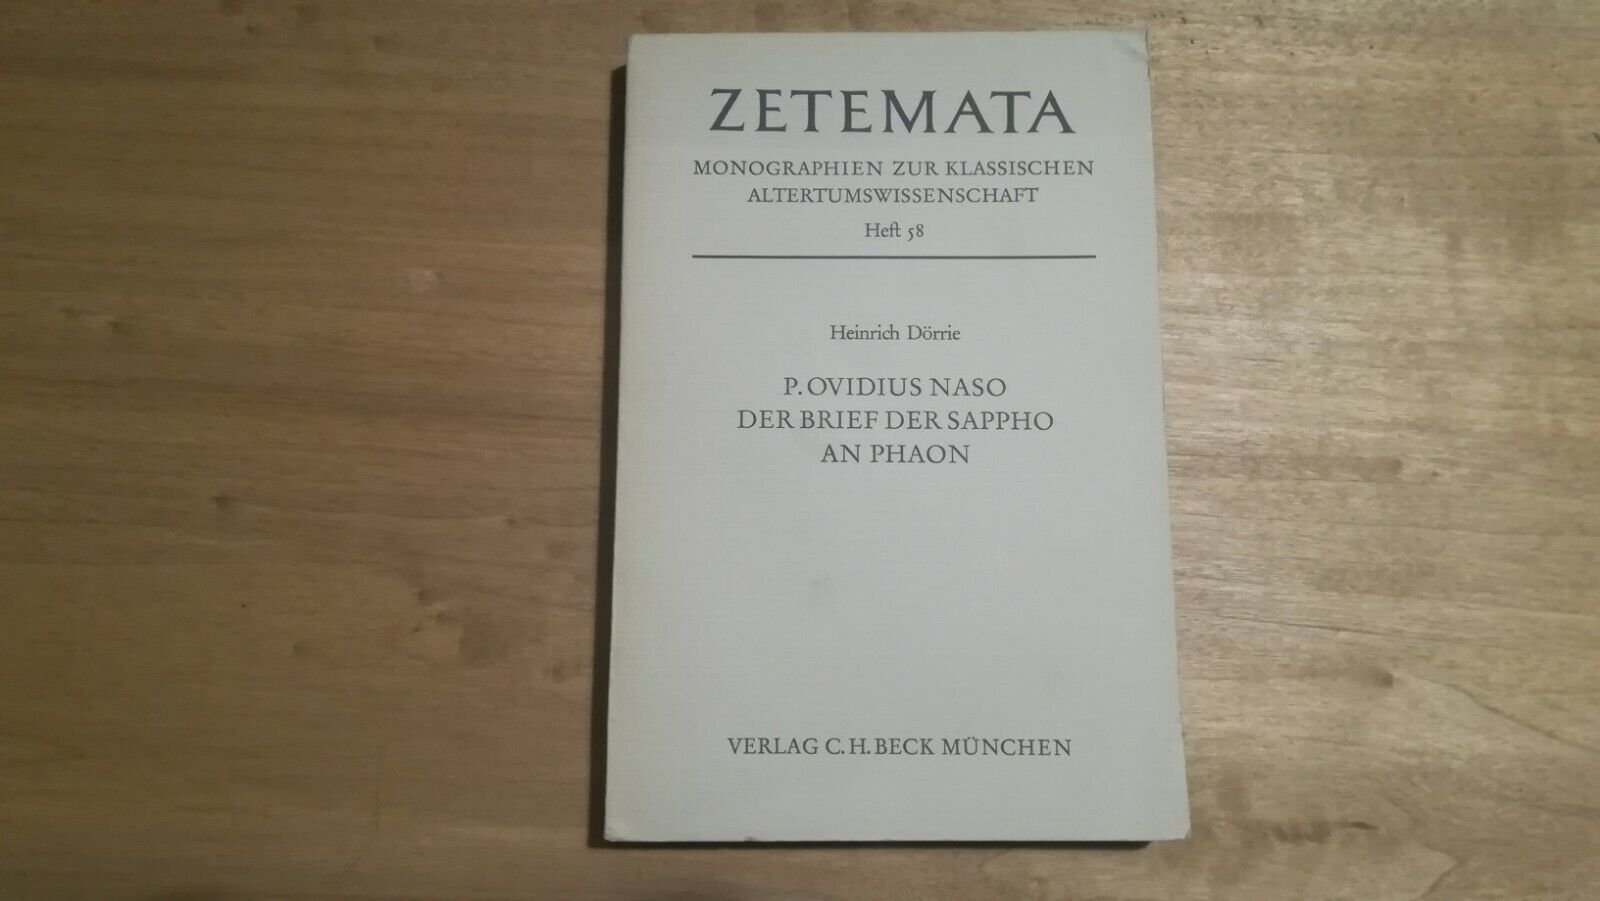 ZETEMATA
MONOGRAPHIEN ZUR KLASSISCHEN
ALTERTUMSWISSENSCHAFT
Heft 58
Heinrich Dörrie
P. OVIDIUS NASO
DER BRIEF DER SAPPHO
AN PHAON
VERLAG C. H. BECK MÜNCHEN